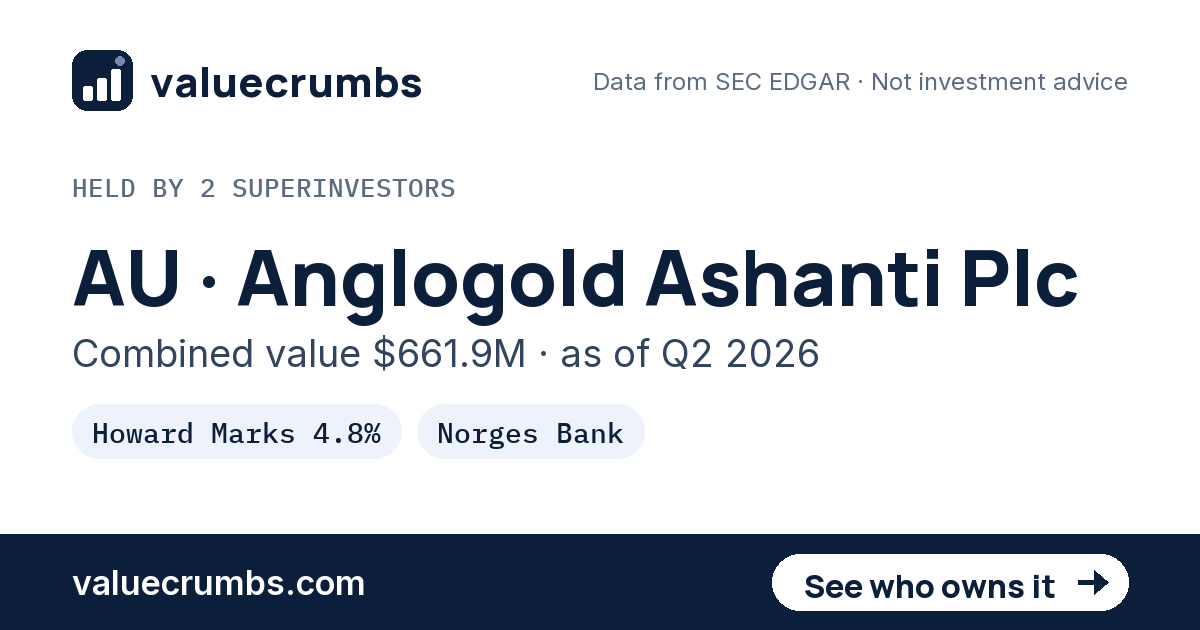 valuecrumbs
Data from SEC EDGAR · Not investment advice
HELD BY 2 SUPERINVESTORS
AU · Anglogold Ashanti Plc
Combined value $661.9M · as of Q2 2026
Howard Marks 4.8%
Norges Bank
valuecrumbs.com
See who owns it →